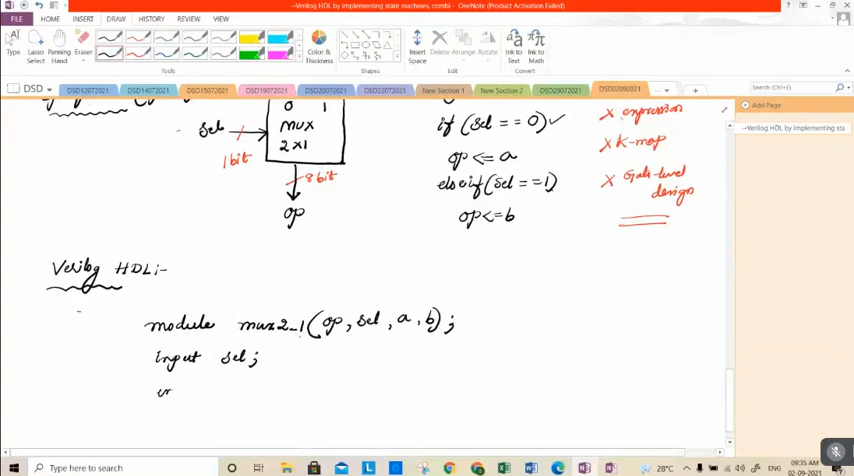 -Verilog HDL by implementing state machines, combi - OneNote (Product Activation Failed)
FILE HOME INSERT DRAW HISTORY REVIEW VIEW
Type Lasso Select Panning Hand Eraser
Insert Space Delete Arrange Rotate Ink to Text Ink to Math
Tools Shapes Edit Convert
DSD DSD12072021 DSD14072021 DSD15072021 DSD19072021 DSD20072021 DSD22072021 New Section 1 New Section 2 DSD29072021 DSD02092021 Search (Ctrl+E)
Add Page
-Verilog HDL by implementing sta
0 1
mux
2x1
sel
1bit
8bit
op
if (sel == 0) ✓
op <= a
elseif (sel == 1)
op <= b
X expression
X K-map
X Gate-level
design
Verilog HDL:-
module mux2_1(op, sel, a, b);
input sel;
Type here to search
28°C
ENG
09:35 AM
02-09-2021